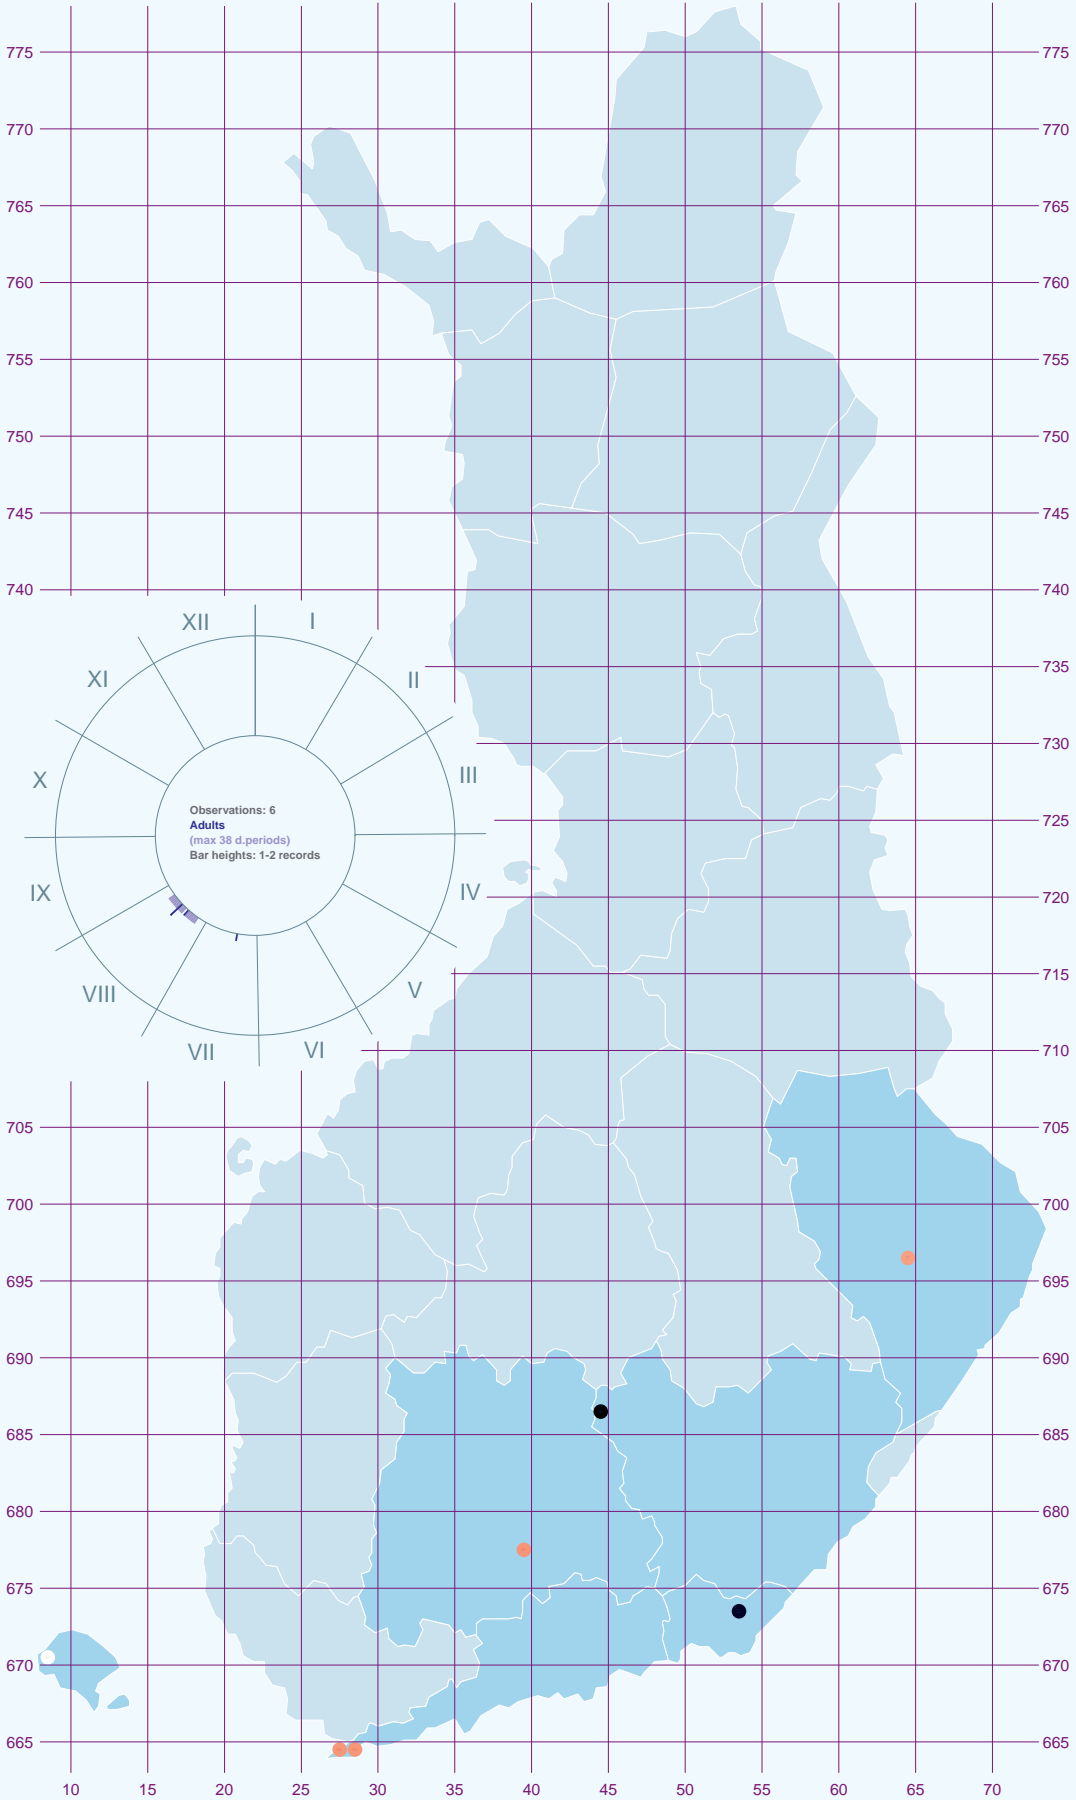 775 775
770 770
765 765
760 760
755 755
750 750
745 745
740 740
XII I
XI II
735
730
X III
Observations: 6
Adults
(max 38 d.periods)
Bar heights: 1-2 records
725
IX IV
720
715
VIII V
VII VI
710
705 705
700 700
695 695
690 690
685 685
680 680
675 675
670 670
665 665
10 15 20 25 30 35 40 45 50 55 60 65 70